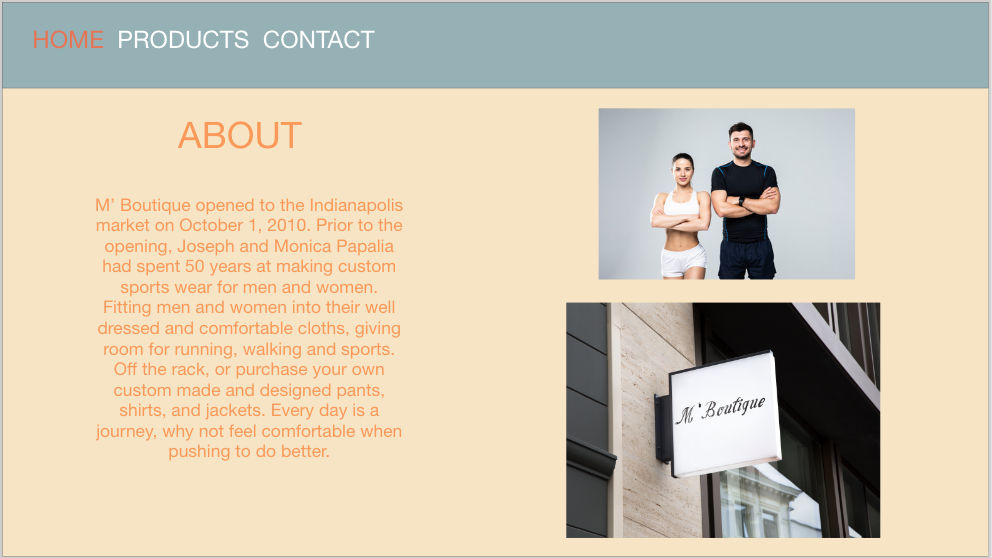 HOME PRODUCTS CONTACT
ABOUT
M’ Boutique opened to the Indianapolis
market on October 1, 2010. Prior to the
opening, Joseph and Monica Papalia
had spent 50 years at making custom
sports wear for men and women.
Fitting men and women into their well
dressed and comfortable cloths, giving
room for running, walking and sports.
Off the rack, or purchase your own
custom made and designed pants,
shirts, and jackets. Every day is a
journey, why not feel comfortable when
pushing to do better.
M'Boutique